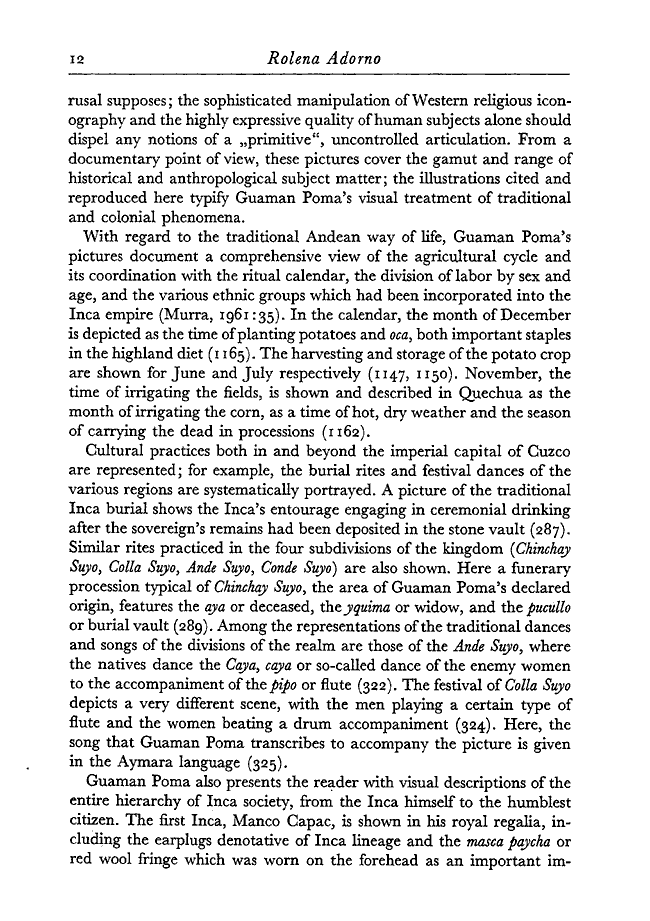 12 Rolena Adorno
rusal supposes; the sophisticated manipulation of Western religious icon-
ography and the highly expressive quality of human subjects alone should
dispel any notions of a „primitive“, uncontrolled articulation. From a
documentary point of view, these pictures cover the gamut and range of
historical and anthropological subject matter; the illustrations cited and
reproduced here typify Guaman Poma's visual treatment of traditional
and colonial phenomena.
With regard to the traditional Andean way of life, Guaman Poma's
pictures document a comprehensive view of the agricultural cycle and
its coordination with the ritual calendar, the division of labor by sex and
age, and the various ethnic groups which had been incorporated into the
Inca empire (Murra, 1961:35). In the calendar, the month of December
is depicted as the time of planting potatoes and oca, both important staples
in the highland diet (1165). The harvesting and storage of the potato crop
are shown for June and July respectively (1147, 1150). November, the
time of irrigating the fields, is shown and described in Quechua as the
month of irrigating the corn, as a time of hot, dry weather and the season
of carrying the dead in processions (1162).
Cultural practices both in and beyond the imperial capital of Cuzco
are represented; for example, the burial rites and festival dances of the
various regions are systematically portrayed. A picture of the traditional
Inca burial shows the Inca's entourage engaging in ceremonial drinking
after the sovereign's remains had been deposited in the stone vault (287).
Similar rites practiced in the four subdivisions of the kingdom (Chinchay
Suyo, Colla Suyo, Ande Suyo, Conde Suyo) are also shown. Here a funerary
procession typical of Chinchay Suyo, the area of Guaman Poma's declared
origin, features the aya or deceased, the yquima or widow, and the pucullo
or burial vault (289). Among the representations of the traditional dances
and songs of the divisions of the realm are those of the Ande Suyo, where
the natives dance the Caya, caya or so-called dance of the enemy women
to the accompaniment of the pipo or flute (322). The festival of Colla Suyo
depicts a very different scene, with the men playing a certain type of
flute and the women beating a drum accompaniment (324). Here, the
song that Guaman Poma transcribes to accompany the picture is given
in the Aymara language (325).
Guaman Poma also presents the reader with visual descriptions of the
entire hierarchy of Inca society, from the Inca himself to the humblest
citizen. The first Inca, Manco Capac, is shown in his royal regalia, in-
cluding the earplugs denotative of Inca lineage and the masca paycha or
red wool fringe which was worn on the forehead as an important im-